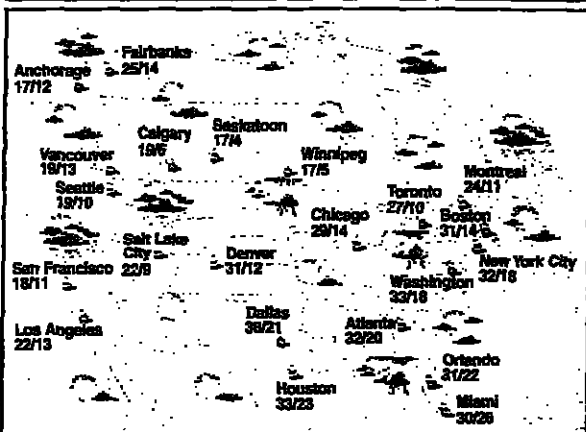 Fairbanks
25/14
Anchorage
17/12
Saskatoon
17/4
Calgary
19/6
Vancouver
19/13
Winnipeg
17/5
Montreal
24/11
Seattle
19/10
Toronto
27/10
Boston
31/14
Chicago
29/14
Salt Lake
City
22/9
Denver
31/12
New York City
32/18
San Francisco
18/11
Washington
33/18
Dallas
Atlanta
32/20
Los Angeles
22/13
Orlando
31/22
Houston
33/23
Miami
30/26